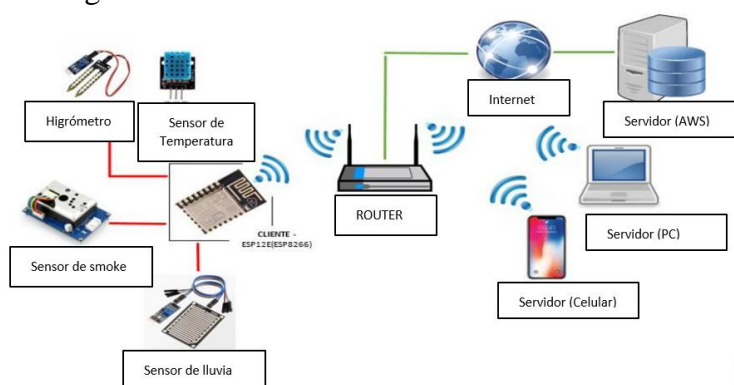 Higrómetro
Sensor de
Temperatura
Internet
Servidor (AWS)
ROUTER
CLIENTE -
ESP12E(ESP8266)
Servidor (PC)
Sensor de smoke
Servidor (Celular)
Sensor de lluvia